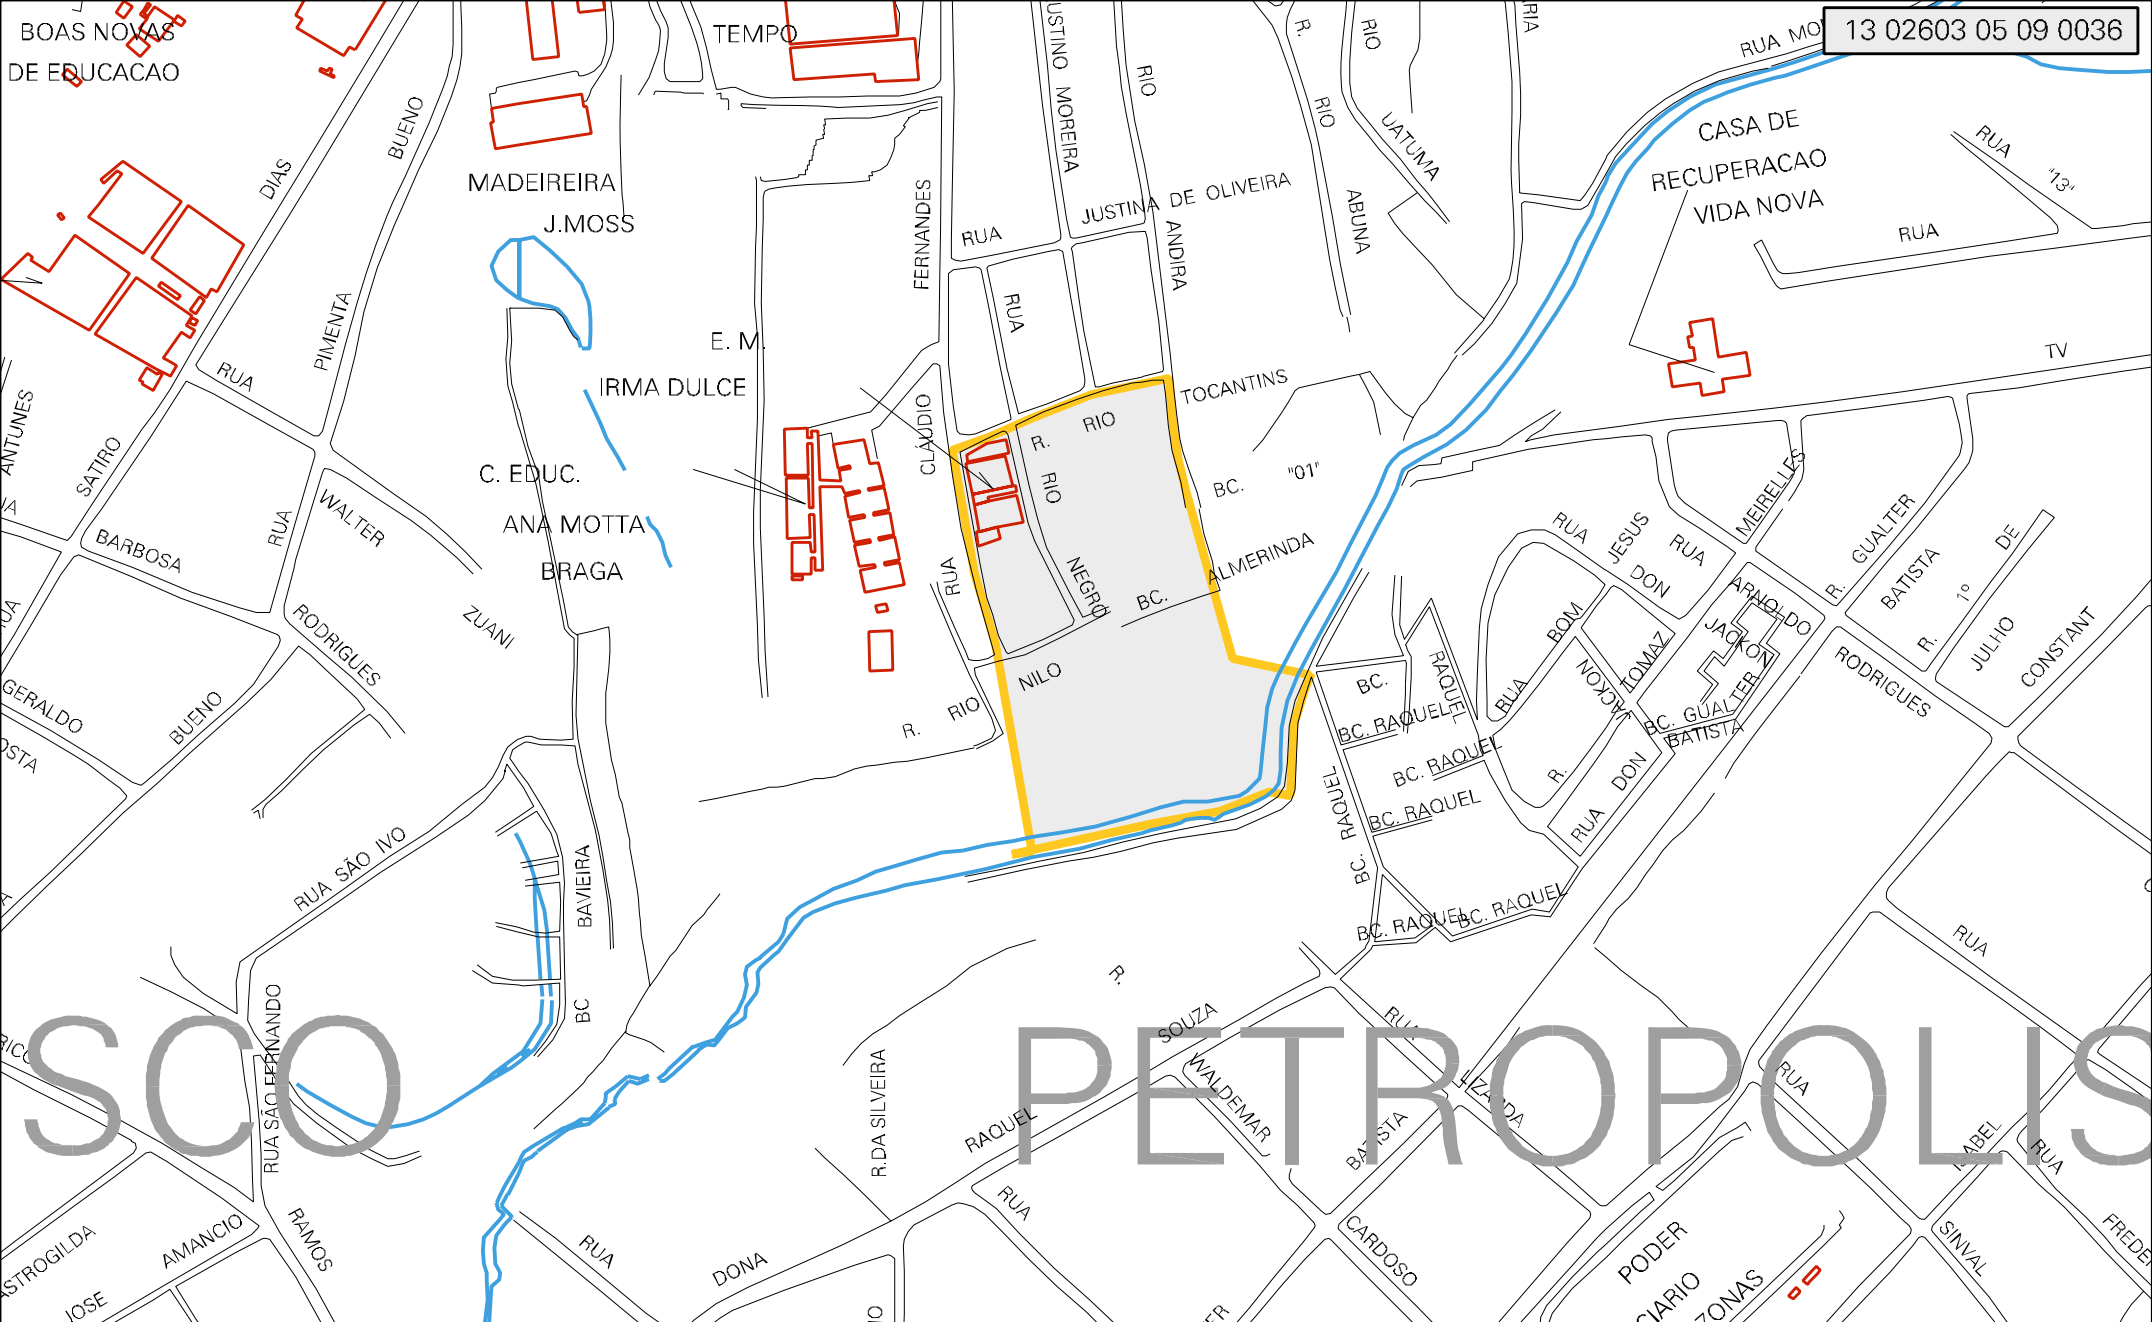 BOAS NOVAS
DE EDUCACAO
TEMPO
13 02603 05 09 0036
RUA
CASA DE
RECUPERACAO
VIDA NOVA
RUA
"13"
RUA
TV
DIAS
BUENO
MADEIREIRA
J.MOSS
FERNANDES
MOREIRA
RIO
ANDIRA
JUSTINA DE OLIVEIRA
RUA
R.
RIO
RIO
ABUNA
UATUMA
RUA
PIMENTA
RUA
E. M.
IRMA DULCE
C. EDUC.
ANA MOTTA
BRAGA
CLÁUDIO
RUA
R. RIO
TOCANTINS
RIO
NEGRO
BC. "01"
BC. ALMERINDA
R. RIO NILO
ANTUNES
SATIRO
BARBOSA
RUA
WALTER
ZUANI
RODRIGUES
GERALDO
BUENO
RUA SÃO IVO
BC BAVIEIRA
RUA SÃO FERNANDO
RUA
JESUS
DON
RUA
MEIRELLES
R. GUALTER
BATISTA
R.
1º
DE
JULHO
CONSTANT
ARNOLDO
JACKON
RUA
BOM
JACKON
TOMAZ
BC. GUALTER
BATISTA
RODRIGUES
R.
RUA
DON
BC.
RAQUEL
BC. RAQUEL
BC. RAQUEL
BC. RAQUEL
BC. RAQUEL
BC. RAQUEL
BC. RAQUEL
RUA
SCO
PETROPOLIS
R.
SOUZA
RUA
LIZARDA
WALDEMAR
BATISTA
CARDOSO
R.DA SILVEIRA
RAQUEL
DONA
RUA
RUA
RUA
RUA
SINVAL
AMANCIO
RAMOS
JOSE
PODER